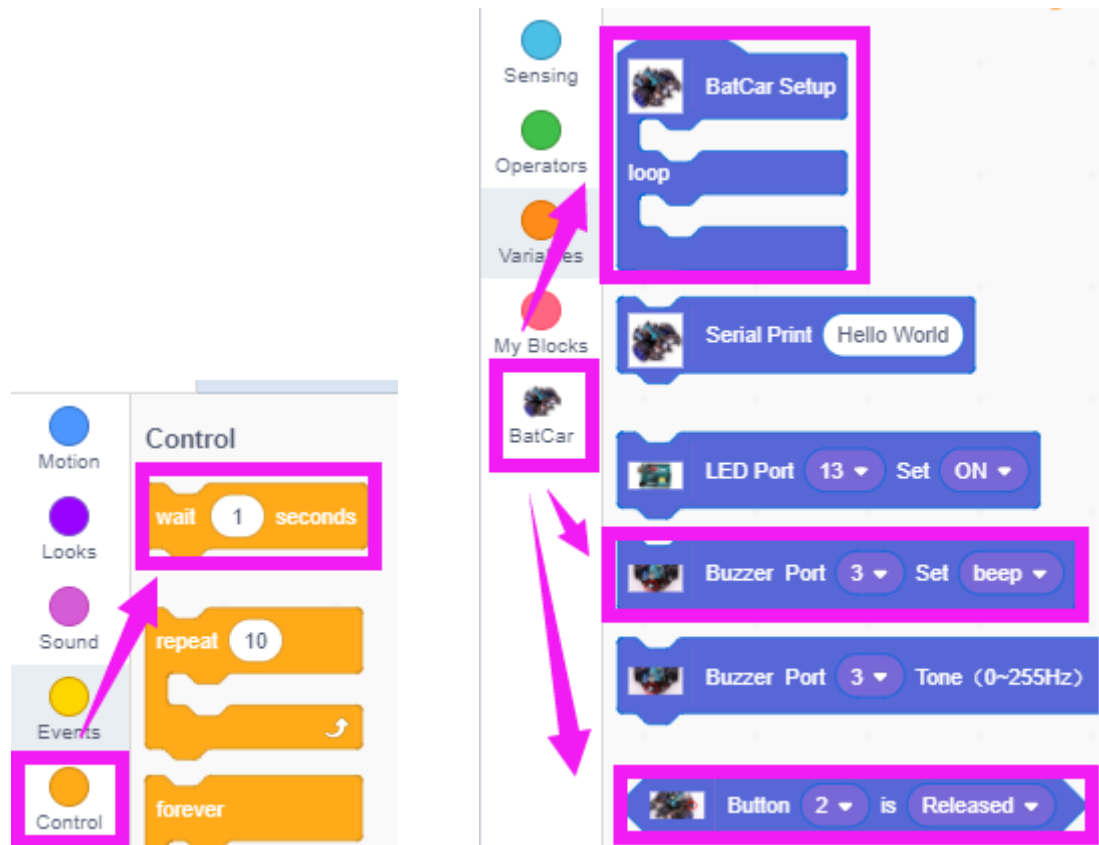 Motion
Looks
Sound
Events
Control
Control
wait 1 seconds
repeat 10
forever
Sensing
Operators
Variables
My Blocks
BatCar
BatCar Setup
loop
Serial Print Hello World
LED Port 13 Set ON
Buzzer Port 3 Set beep
Buzzer Port 3 Tone (0~255Hz)
Button 2 is Released